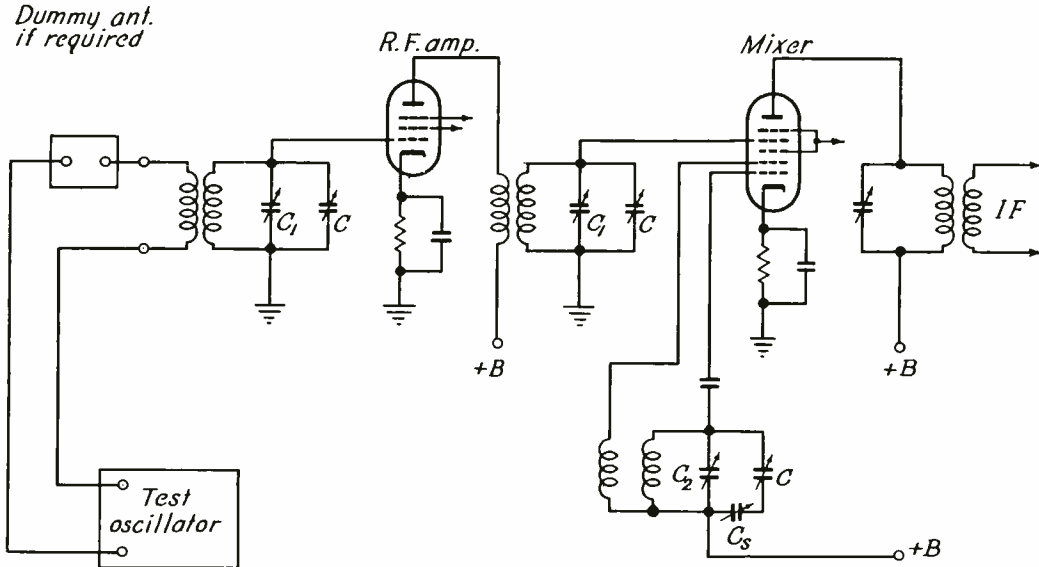 Dummy ant.
if required
R.F. amp.
Mixer
C₁
C
C₁
C
IF
+B
+B
C₂
C
Cₛ
+B
Test
oscillator